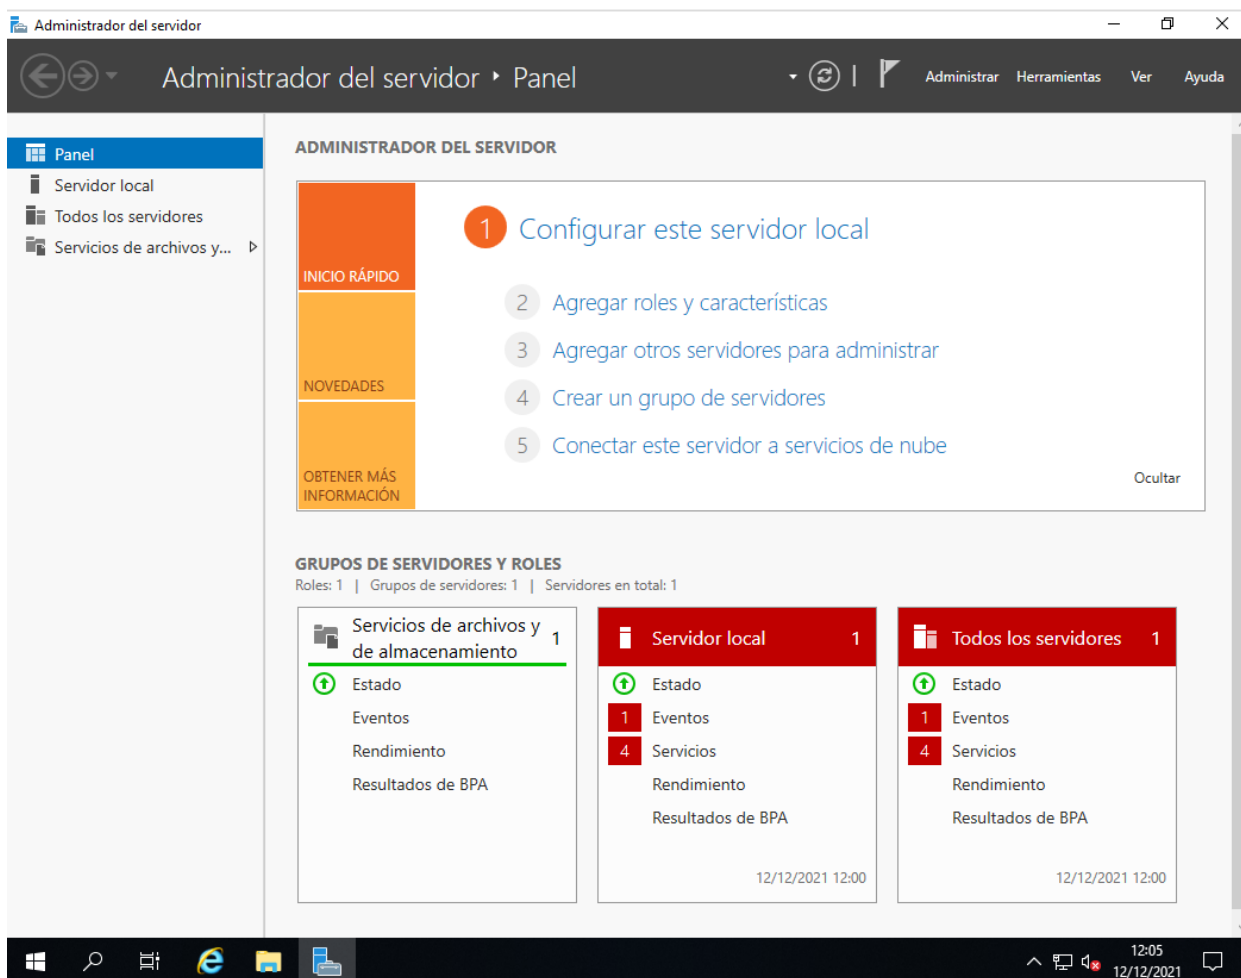 Administrador del servidor
Administrador del servidor ‣ Panel
Administrar Herramientas Ver Ayuda
Panel
Servidor local
Todos los servidores
Servicios de archivos y...
ADMINISTRADOR DEL SERVIDOR
INICIO RÁPIDO
NOVEDADES
OBTENER MÁS
INFORMACIÓN
1 Configurar este servidor local
2 Agregar roles y características
3 Agregar otros servidores para administrar
4 Crear un grupo de servidores
5 Conectar este servidor a servicios de nube
Ocultar
GRUPOS DE SERVIDORES Y ROLES
Roles: 1 | Grupos de servidores: 1 | Servidores en total: 1
Servicios de archivos y
de almacenamiento 1
Estado
Eventos
Rendimiento
Resultados de BPA
Servidor local 1
Estado
1 Eventos
4 Servicios
Rendimiento
Resultados de BPA
12/12/2021 12:00
Todos los servidores 1
Estado
1 Eventos
4 Servicios
Rendimiento
Resultados de BPA
12/12/2021 12:00
12:05
12/12/2021